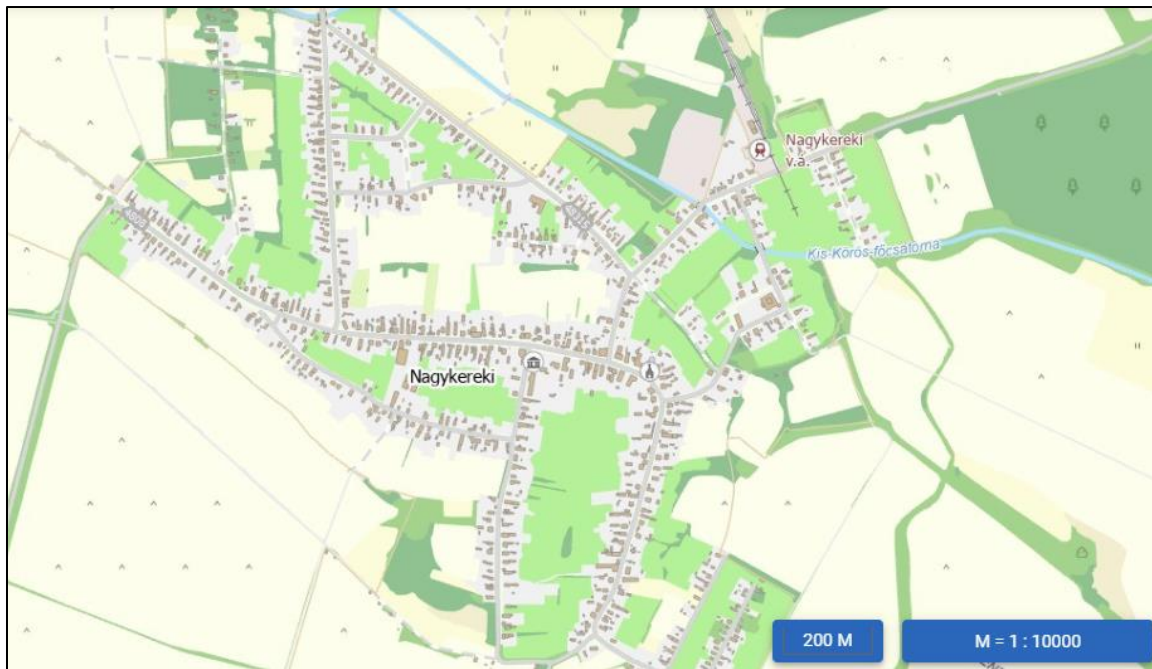 Nagykereki
v.á.
Kis-Körös-főcsatorna
Nagykereki
200 M
M = 1 : 10000